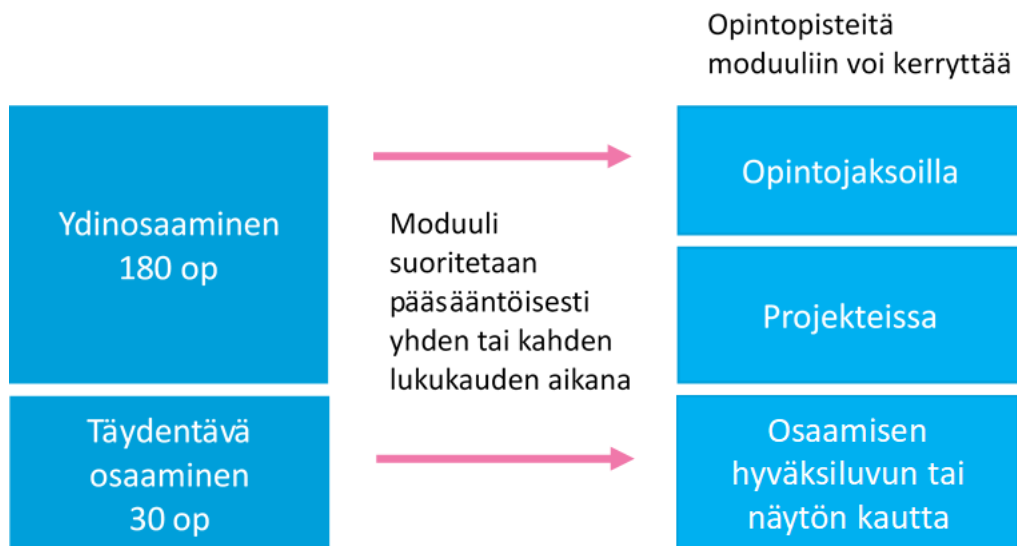 Opintopisteitä
moduuliin voi kerryttää
Ydinosaaminen
180 op
Täydentävä
osaaminen
30 op
Moduuli
suoritetaan
pääsääntöisesti
yhden tai kahden
lukukauden aikana
Opintojaksoilla
Projekteissa
Osaamisen
hyväksiluvun tai
näytön kautta